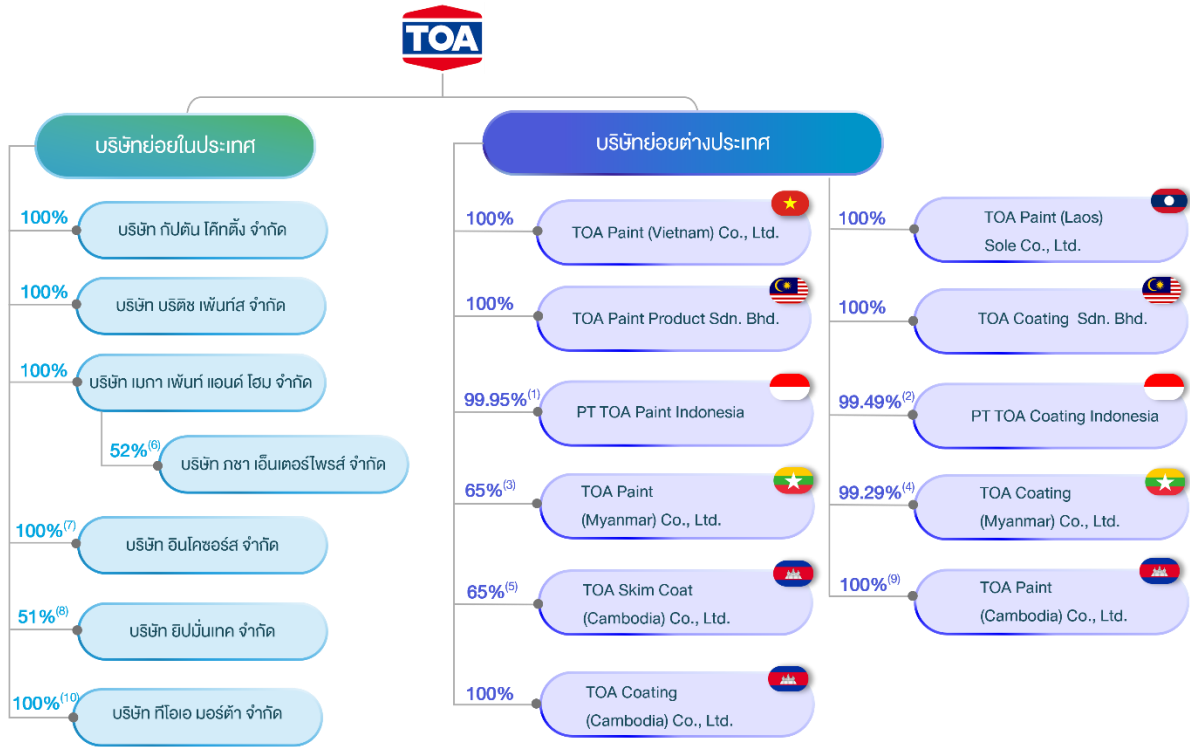 TOA
บริษัทย่อยในประเทศ
100%
บริษัท กัปตัน โค๊ทติ้ง จำกัด
100%
บริษัท บริติช เพ้นท์ส จำกัด
100%
บริษัท เมกา เพ้นท์ แอนด์ โฮม จำกัด
52%(6)
บริษัท ภชา เอ็นเตอร์ไพรส์ จำกัด
100%(7)
บริษัท อินโคซอร์ส จำกัด
51%(8)
บริษัท ยิปมั่นเทค จำกัด
100%(10)
บริษัท ทีโอเอ มอร์ต้า จำกัด
บริษัทย่อยต่างประเทศ
100%
TOA Paint (Vietnam) Co., Ltd.
100%
TOA Paint Product Sdn. Bhd.
99.95%(1)
PT TOA Paint Indonesia
65%(3)
TOA Paint
(Myanmar) Co., Ltd.
65%(5)
TOA Skim Coat
(Cambodia) Co., Ltd.
100%
TOA Coating
(Cambodia) Co., Ltd.
100%
TOA Paint (Laos)
Sole Co., Ltd.
100%
TOA Coating Sdn. Bhd.
99.49%(2)
PT TOA Coating Indonesia
99.29%(4)
TOA Coating
(Myanmar) Co., Ltd.
100%(9)
TOA Paint
(Cambodia) Co., Ltd.